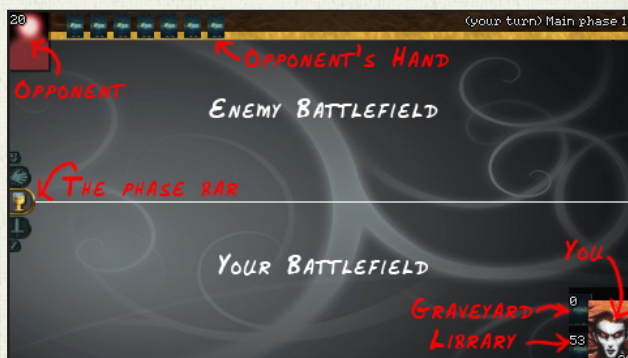 20
(your turn) Main phase 1
OPPONENT'S HAND
OPPONENT
ENEMY BATTLEFIELD
THE PHASE BAR
YOUR BATTLEFIELD
YOU
GRAVEYARD
0
LIBRARY
53